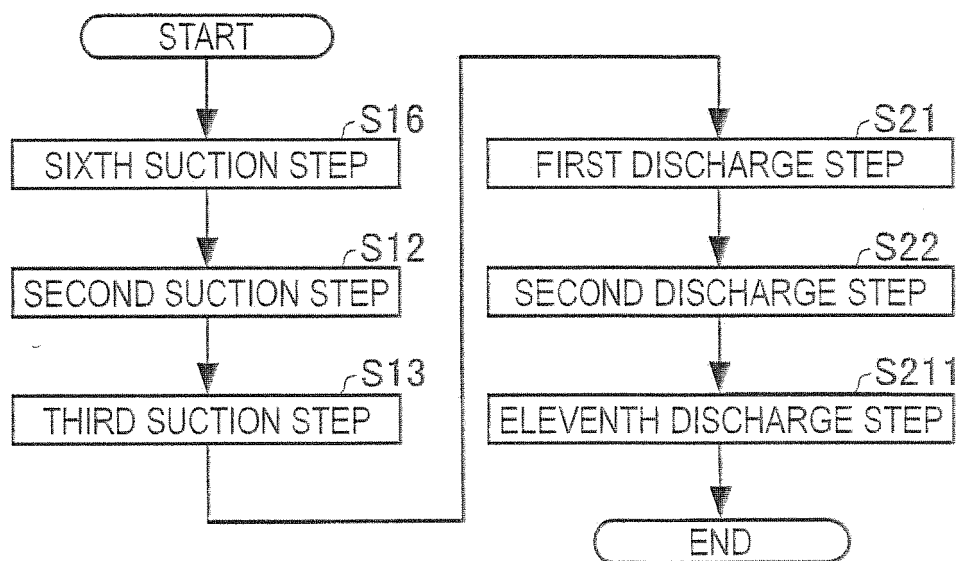 START
S16
SIXTH SUCTION STEP
S12
SECOND SUCTION STEP
S13
THIRD SUCTION STEP
S21
FIRST DISCHARGE STEP
S22
SECOND DISCHARGE STEP
S211
ELEVENTH DISCHARGE STEP
END